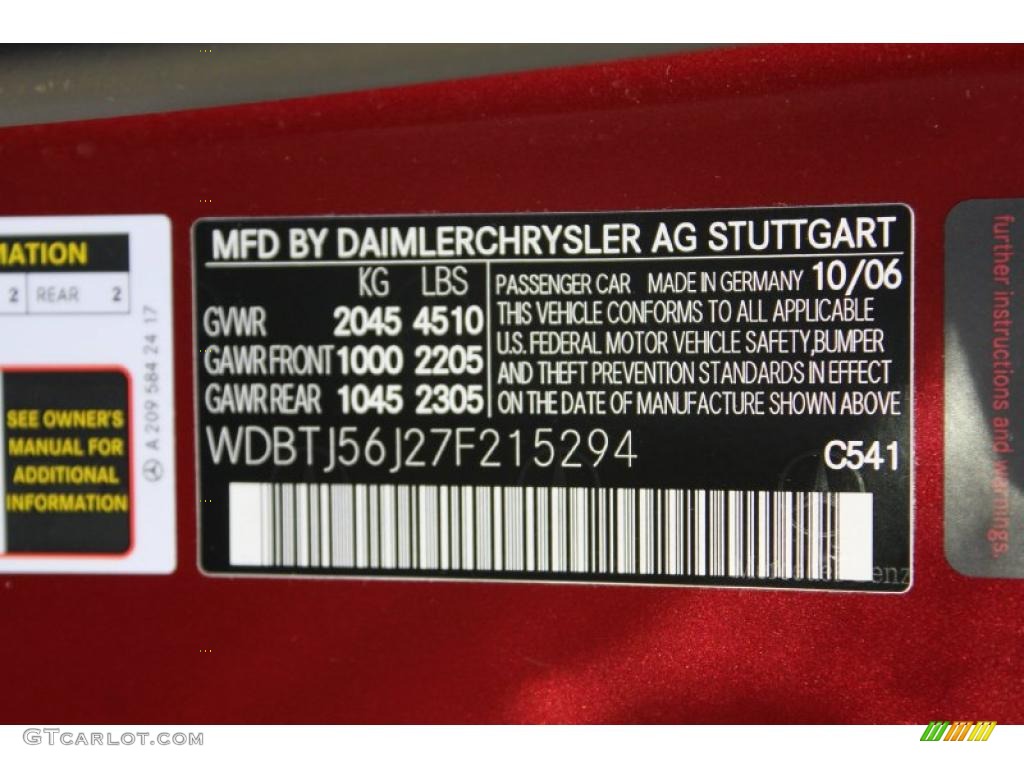 MFD BY DAIMLERCHRYSLER AG STUTTGART
KG LBS
GVWR 2045 4510
GAWR FRONT 1000 2205
GAWR REAR 1045 2305
PASSENGER CAR MADE IN GERMANY 10/06
THIS VEHICLE CONFORMS TO ALL APPLICABLE
U.S. FEDERAL MOTOR VEHICLE SAFETY,BUMPER
AND THEFT PREVENTION STANDARDS IN EFFECT
ON THE DATE OF MANUFACTURE SHOWN ABOVE
WDBTJ56J27F215294
C541
2 REAR 2
SEE OWNER'S
MANUAL FOR
ADDITIONAL
INFORMATION
A 209 584 24 17
further instructions and warnings.
GTCARLOT.COM